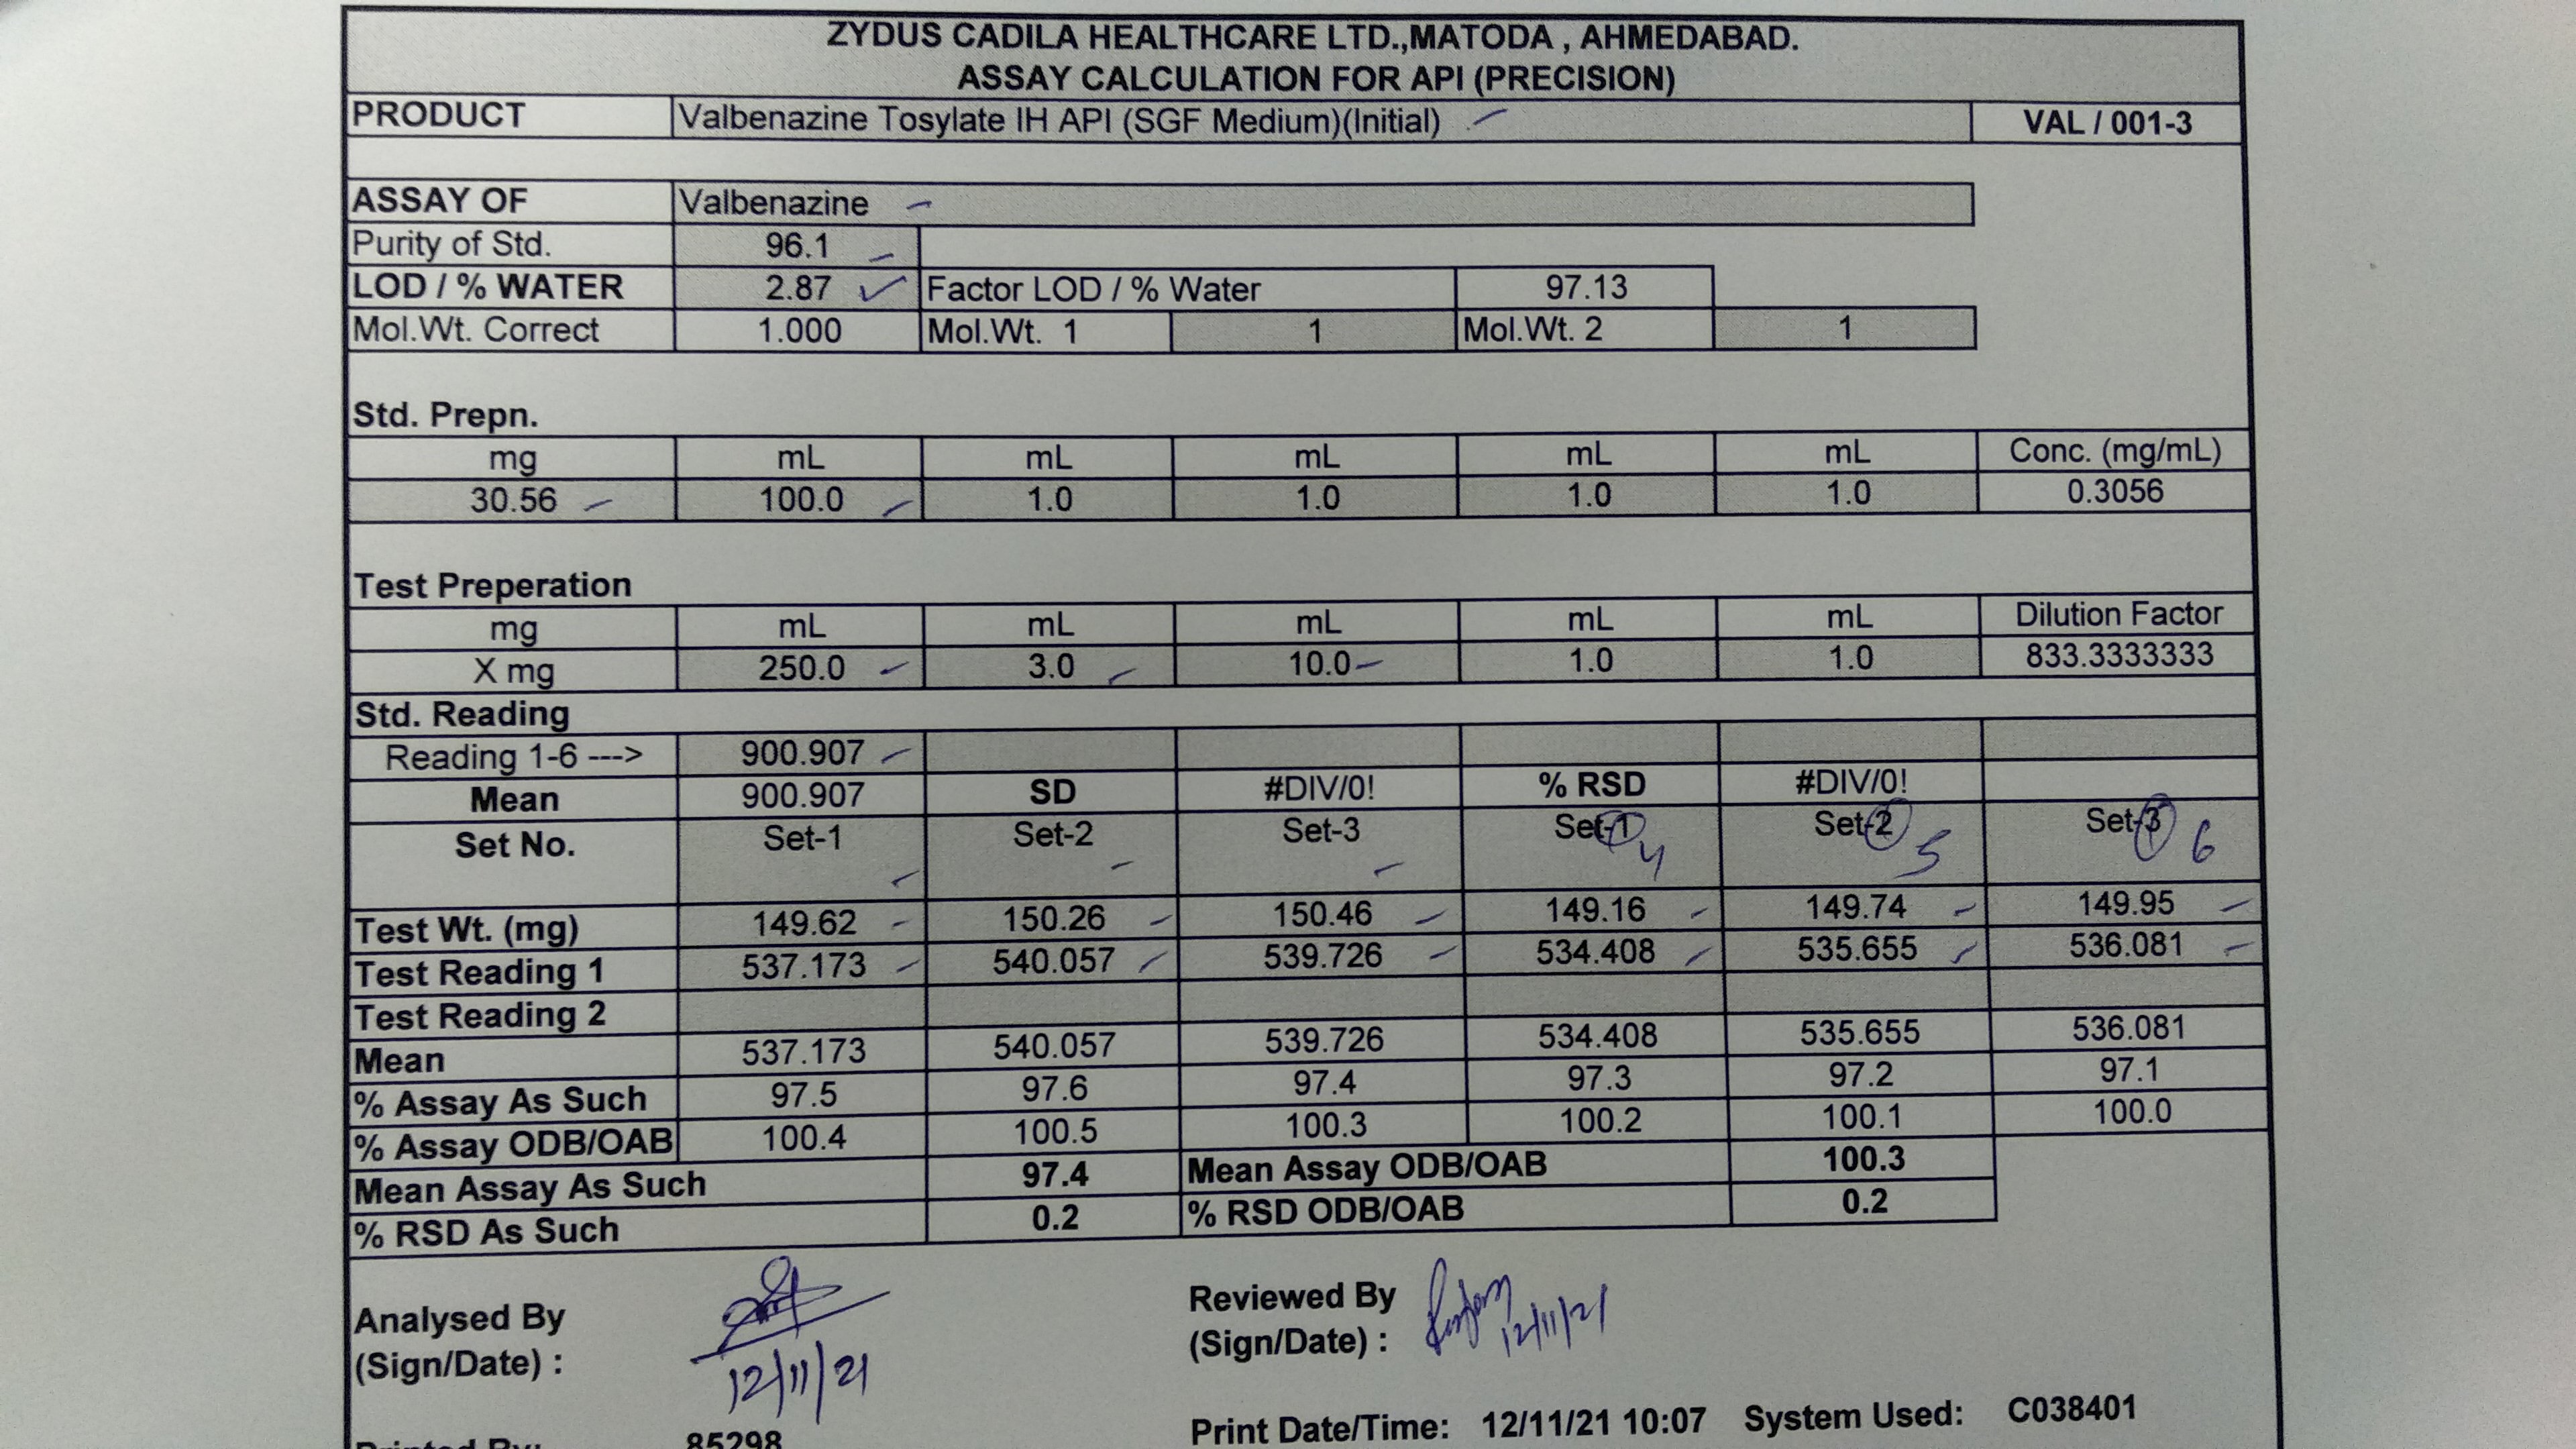 ZYDUS CADILA HEALTHCARE LTD.,MATODA , AHMEDABAD.
ASSAY CALCULATION FOR API (PRECISION)
PRODUCT Valbenazine Tosylate IH API (SGF Medium)(Initial) VAL / 001-3
ASSAY OF Valbenazine
Purity of Std. 96.1
LOD / % WATER 2.87 Factor LOD / % Water 97.13
Mol.Wt. Correct 1.000 Mol.Wt. 1 1 Mol.Wt. 2 1
Std. Prepn.
mg mL mL mL mL mL Conc. (mg/mL)
30.56 100.0 1.0 1.0 1.0 1.0 0.3056
Test Preperation
mg mL mL mL mL mL Dilution Factor
X mg 250.0 3.0 10.0 1.0 1.0 833.3333333
Std. Reading
Reading 1-6 ---> 900.907
Mean 900.907 SD #DIV/0! % RSD #DIV/0!
Set No. Set-1 Set-2 Set-3 Set-1 4 Set-2 5 Set-3 6
Test Wt. (mg) 149.62 150.26 150.46 149.16 149.74 149.95
Test Reading 1 537.173 540.057 539.726 534.408 535.655 536.081
Test Reading 2
Mean 537.173 540.057 539.726 534.408 535.655 536.081
% Assay As Such 97.5 97.6 97.4 97.3 97.2 97.1
% Assay ODB/OAB 100.4 100.5 100.3 100.2 100.1 100.0
Mean Assay As Such 97.4 Mean Assay ODB/OAB 100.3
% RSD As Such 0.2 % RSD ODB/OAB 0.2
Analysed By Reviewed By
(Sign/Date) : 12/11/21 (Sign/Date) : 12/11/21
85298 Print Date/Time: 12/11/21 10:07 System Used: C038401